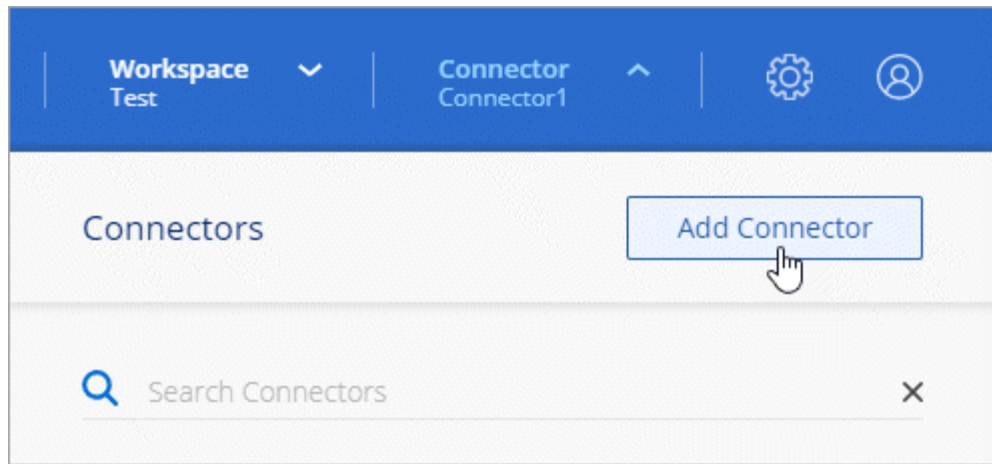 Workspace
Test
Connector
Connector1
Connectors
Add Connector
Search Connectors